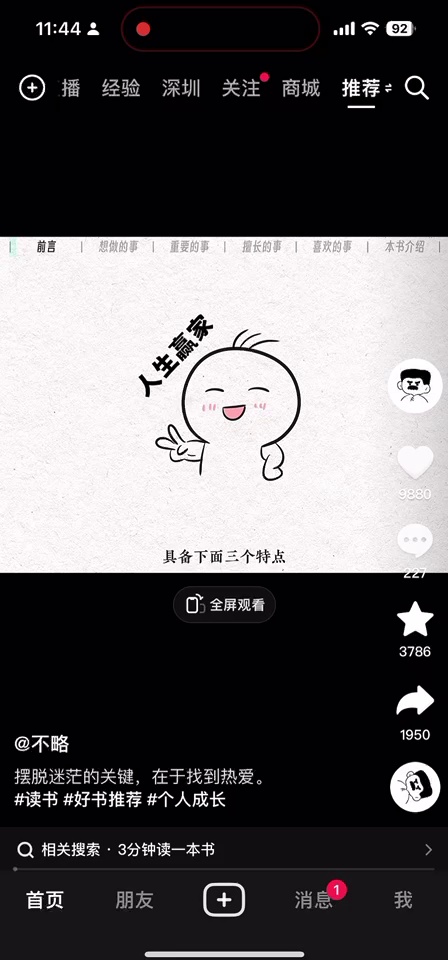 11:44
92
播 经验 深圳 关注 商城 推荐
前言 | 想做的事 | 重要的事 | 擅长的事 | 喜欢的事 | 本书介绍
人生赢家
具备下面三个特点
9880
227
全屏观看
3786
1950
@不略
摆脱迷茫的关键，在于找到热爱。
#读书 #好书推荐 #个人成长
相关搜索 · 3分钟读一本书
首页 朋友 消息 1 我